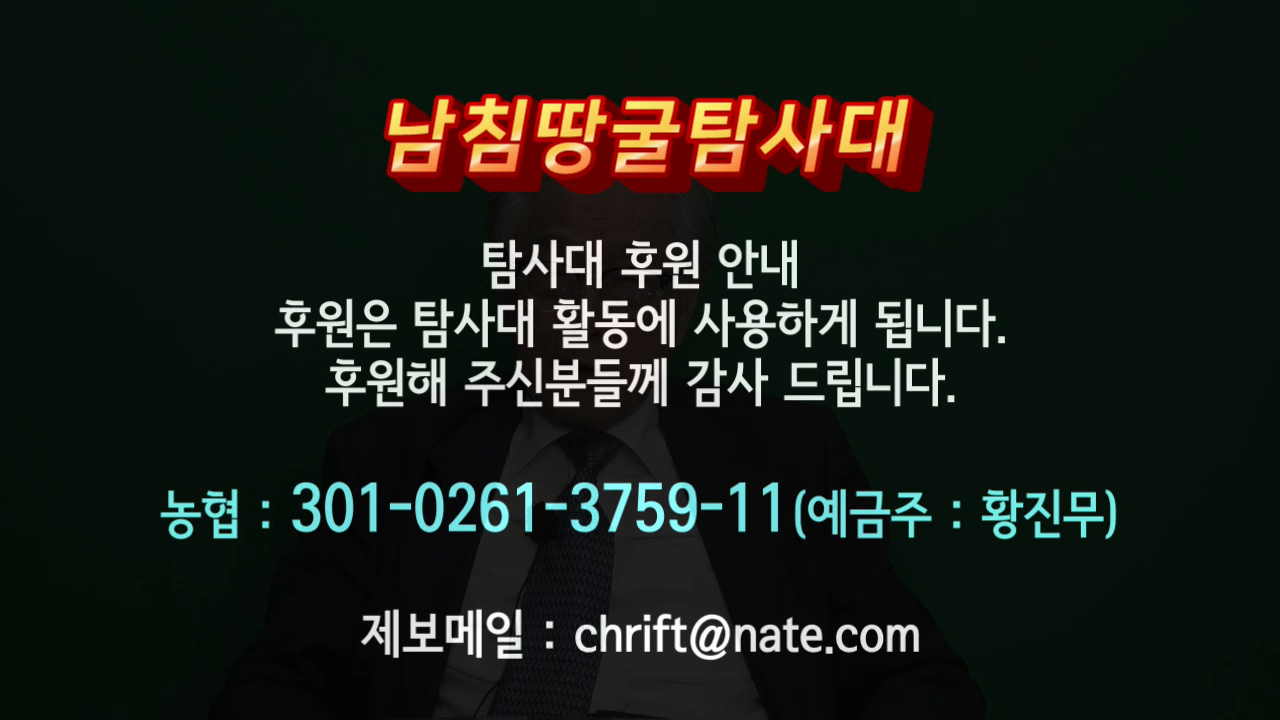 남침땅굴탐사대
탐사대 후원 안내
후원은 탐사대 활동에 사용하게 됩니다.
후원해 주신분들께 감사 드립니다.
농협 : 301-0261-3759-11(예금주 : 황진무)
제보메일 : chrift@nate.com